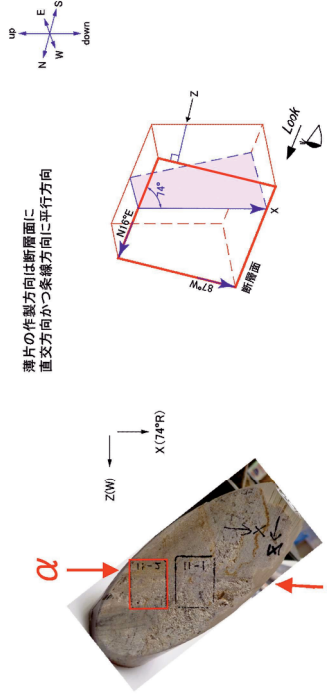 薄片の作製方向は断層面に
直交方向かつ条線方向に平行方向
up
down
N
E
S
W
N16°E
74°
87°W
X
Z
断層面
Look
Z(W)
X(74°R)
α
11-2
11-1